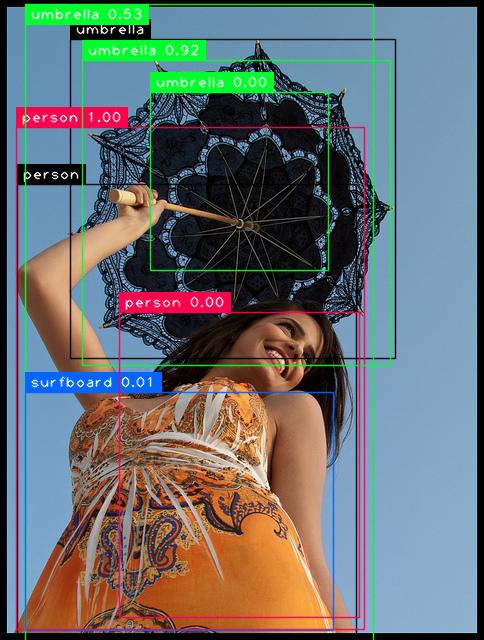 umbrella 0.53
umbrella
umbrella 0.92
umbrella 0.00
person 1.00
person
person 0.00
surfboard 0.01